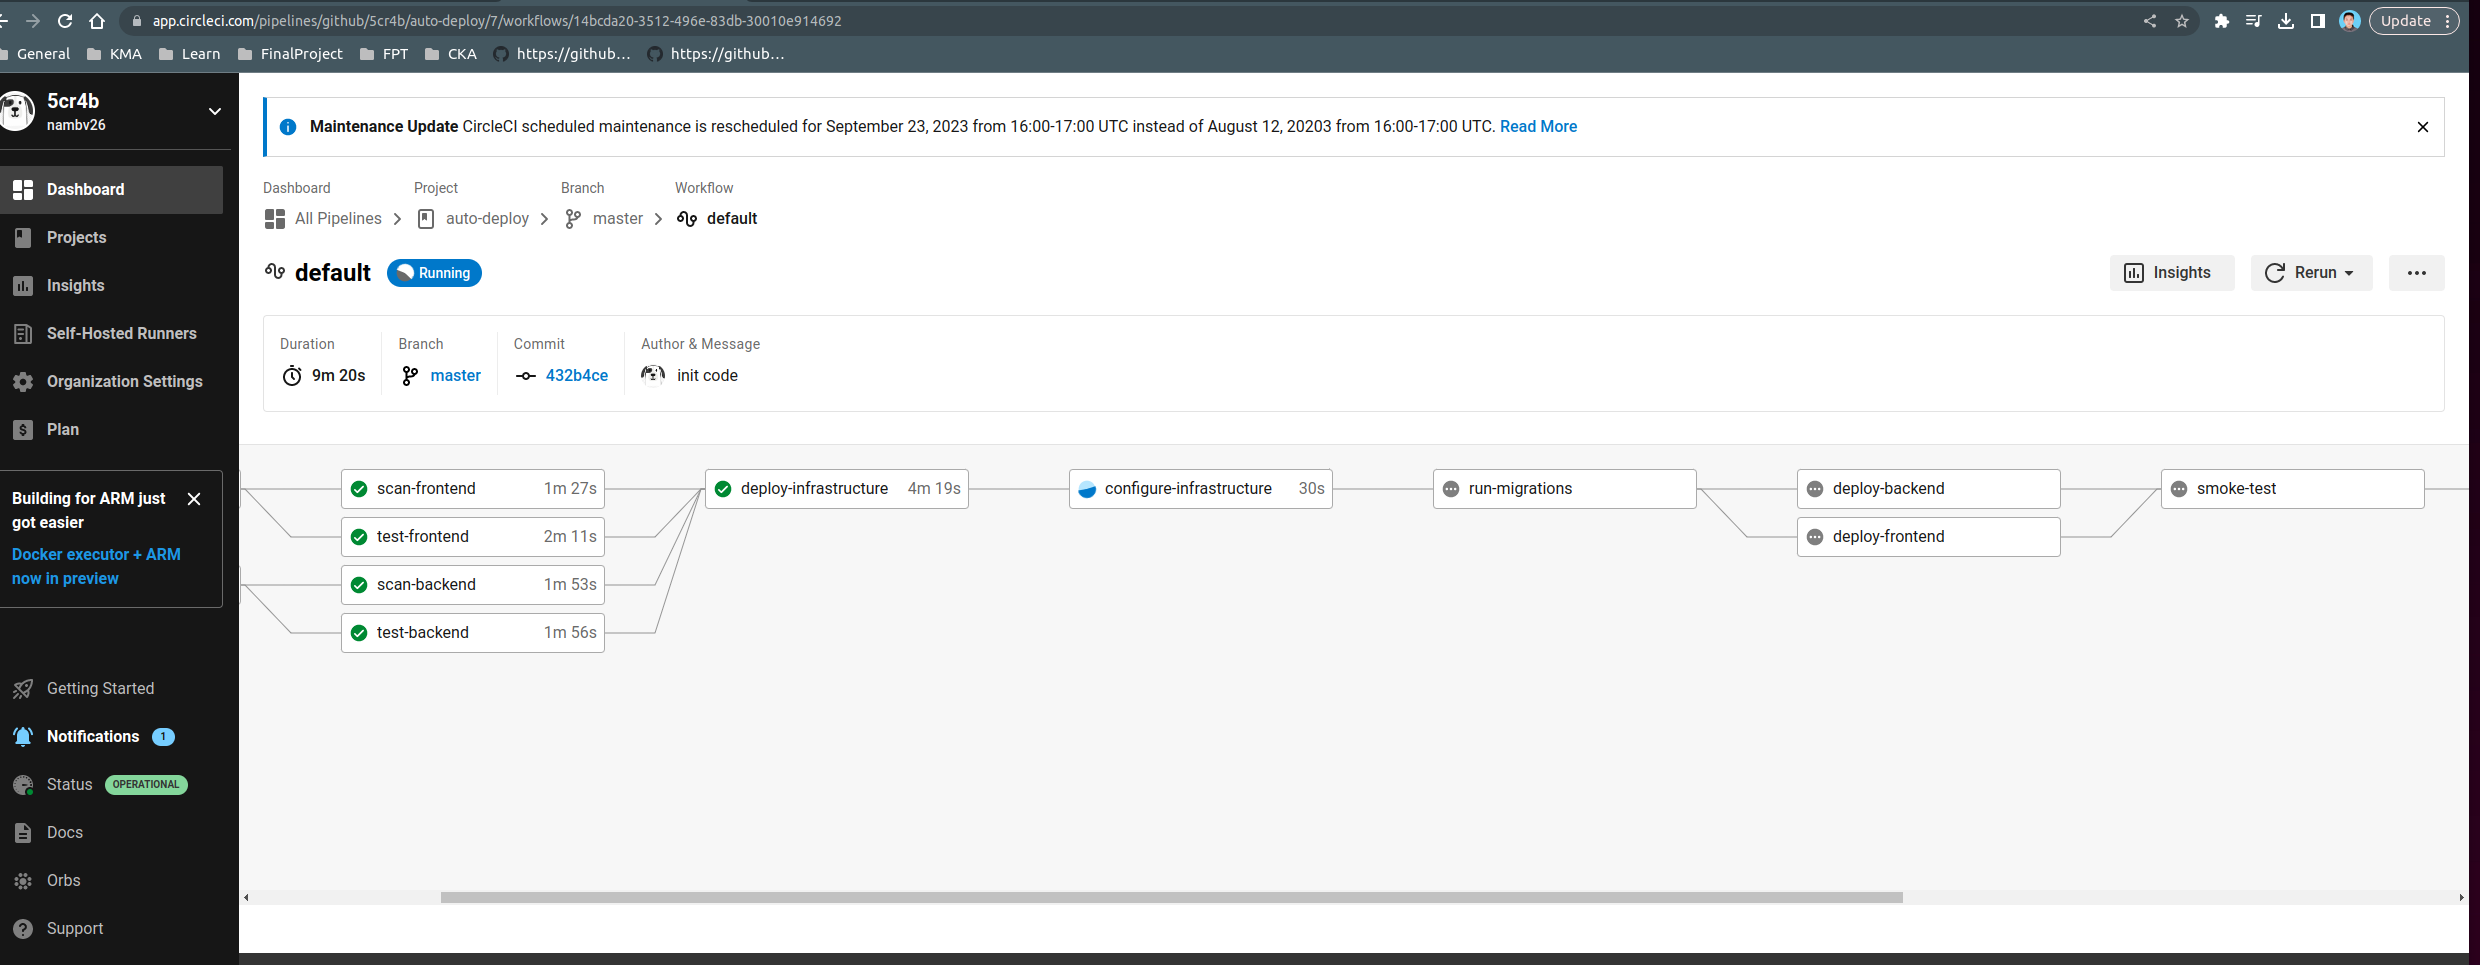 app.circleci.com/pipelines/github/5cr4b/auto-deploy/7/workflows/14bcda20-3512-496e-83db-30010e914692
Update
General KMA Learn FinalProject FPT CKA https://github... https://github...
5cr4b
nambv26
Dashboard
Projects
Insights
Self-Hosted Runners
Organization Settings
Plan
Building for ARM just
got easier
Docker executor + ARM
now in preview
Getting Started
Notifications 1
Status OPERATIONAL
Docs
Orbs
Support
Maintenance Update CircleCI scheduled maintenance is rescheduled for September 23, 2023 from 16:00-17:00 UTC instead of August 12, 20203 from 16:00-17:00 UTC. Read More
Dashboard Project Branch Workflow
All Pipelines auto-deploy master default
default Running
Insights Rerun
Duration Branch Commit Author & Message
9m 20s master 432b4ce init code
scan-frontend 1m 27s
test-frontend 2m 11s
scan-backend 1m 53s
test-backend 1m 56s
deploy-infrastructure 4m 19s
configure-infrastructure 30s
run-migrations
deploy-backend
deploy-frontend
smoke-test